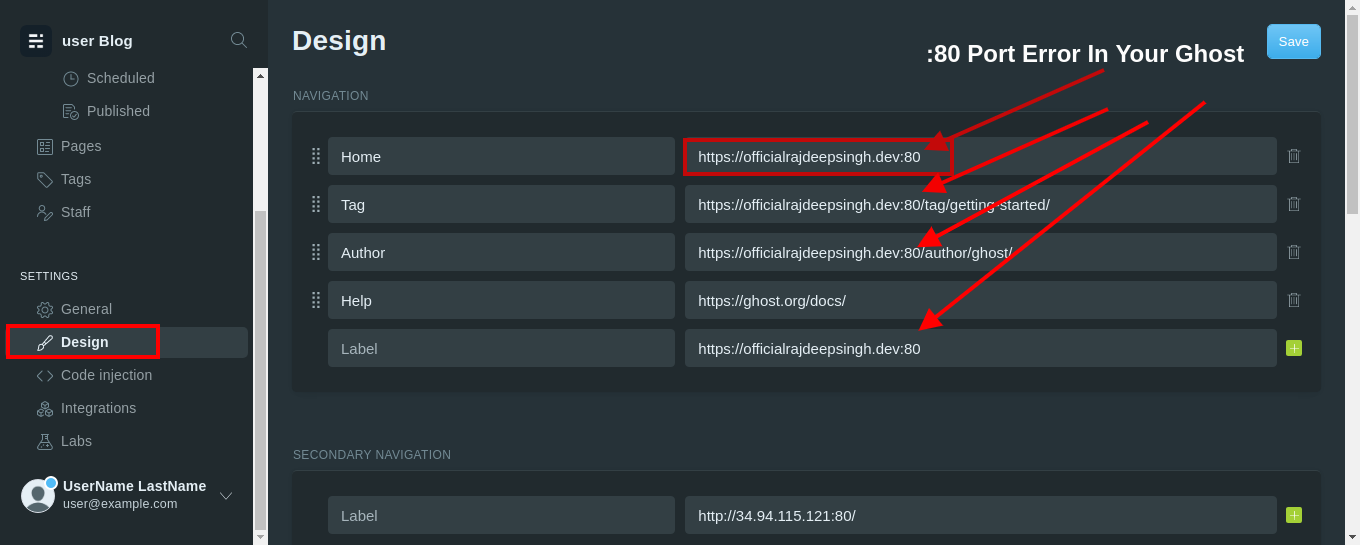 user Blog
Scheduled
Published
Pages
Tags
Staff
SETTINGS
General
Design
Code injection
Integrations
Labs
UserName LastName
user@example.com
Design
:80 Port Error In Your Ghost
Save
NAVIGATION
Home https://officialrajdeepsingh.dev:80
Tag https://officialrajdeepsingh.dev:80/tag/getting-started/
Author https://officialrajdeepsingh.dev:80/author/ghost/
Help https://ghost.org/docs/
Label https://officialrajdeepsingh.dev:80
SECONDARY NAVIGATION
Label http://34.94.115.121:80/